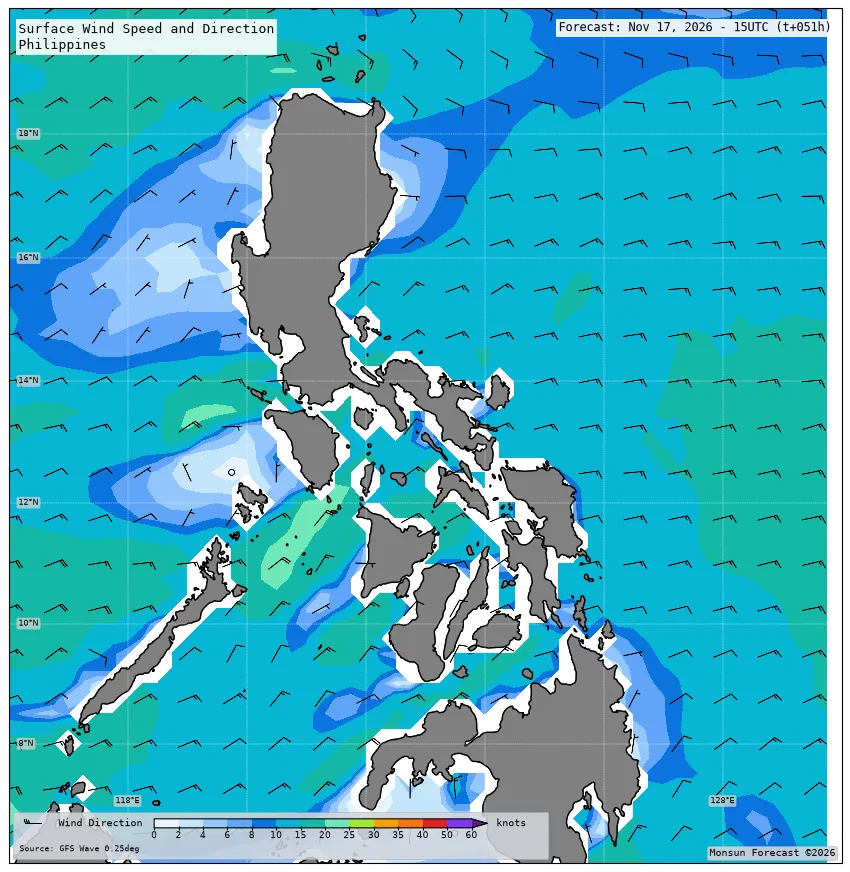 Surface Wind Speed and Direction
Philippines
Forecast: Nov 17, 2026 - 15UTC (t+051h)
18°N
16°N
14°N
12°N
10°N
8°N
118°E
128°E
Wind Direction
0 2 4 6 8 10 15 20 25 30 35 40 50 60 knots
Source: GFS Wave 0.25deg
Monsun Forecast ©2026